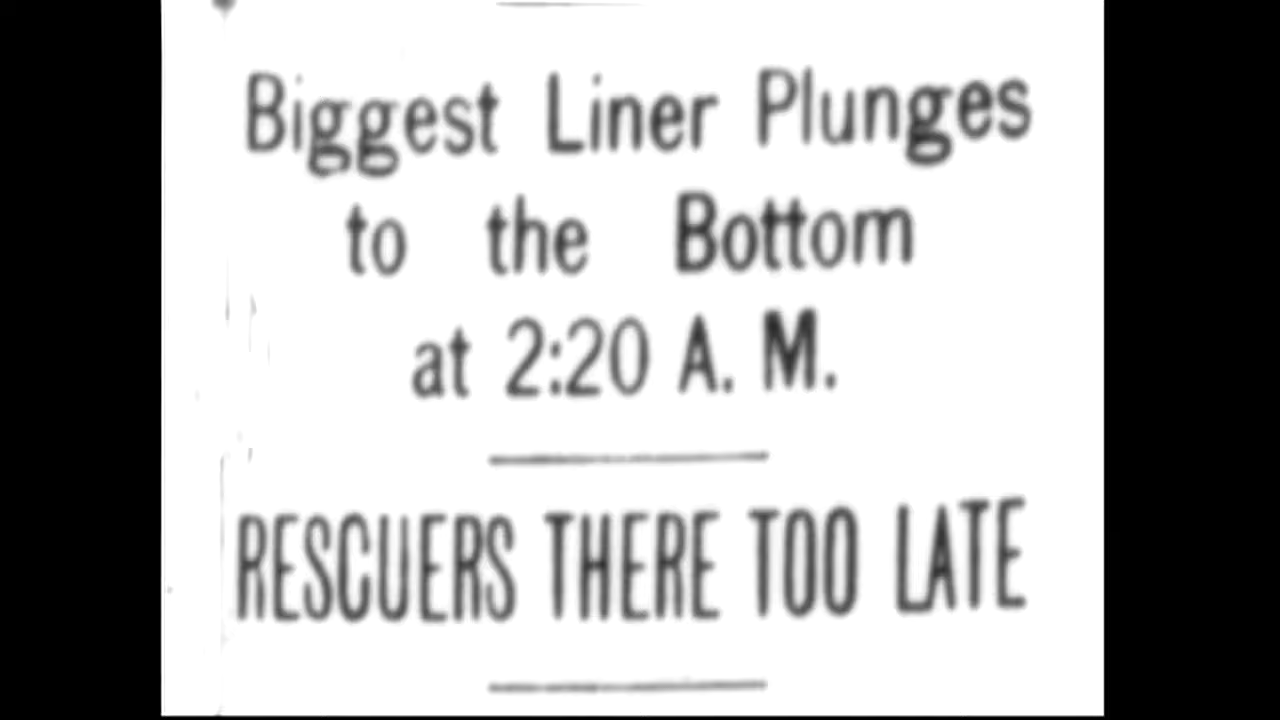 Biggest Liner Plunges
to the Bottom
at 2:20 A. M.
RESCUERS THERE TOO LATE